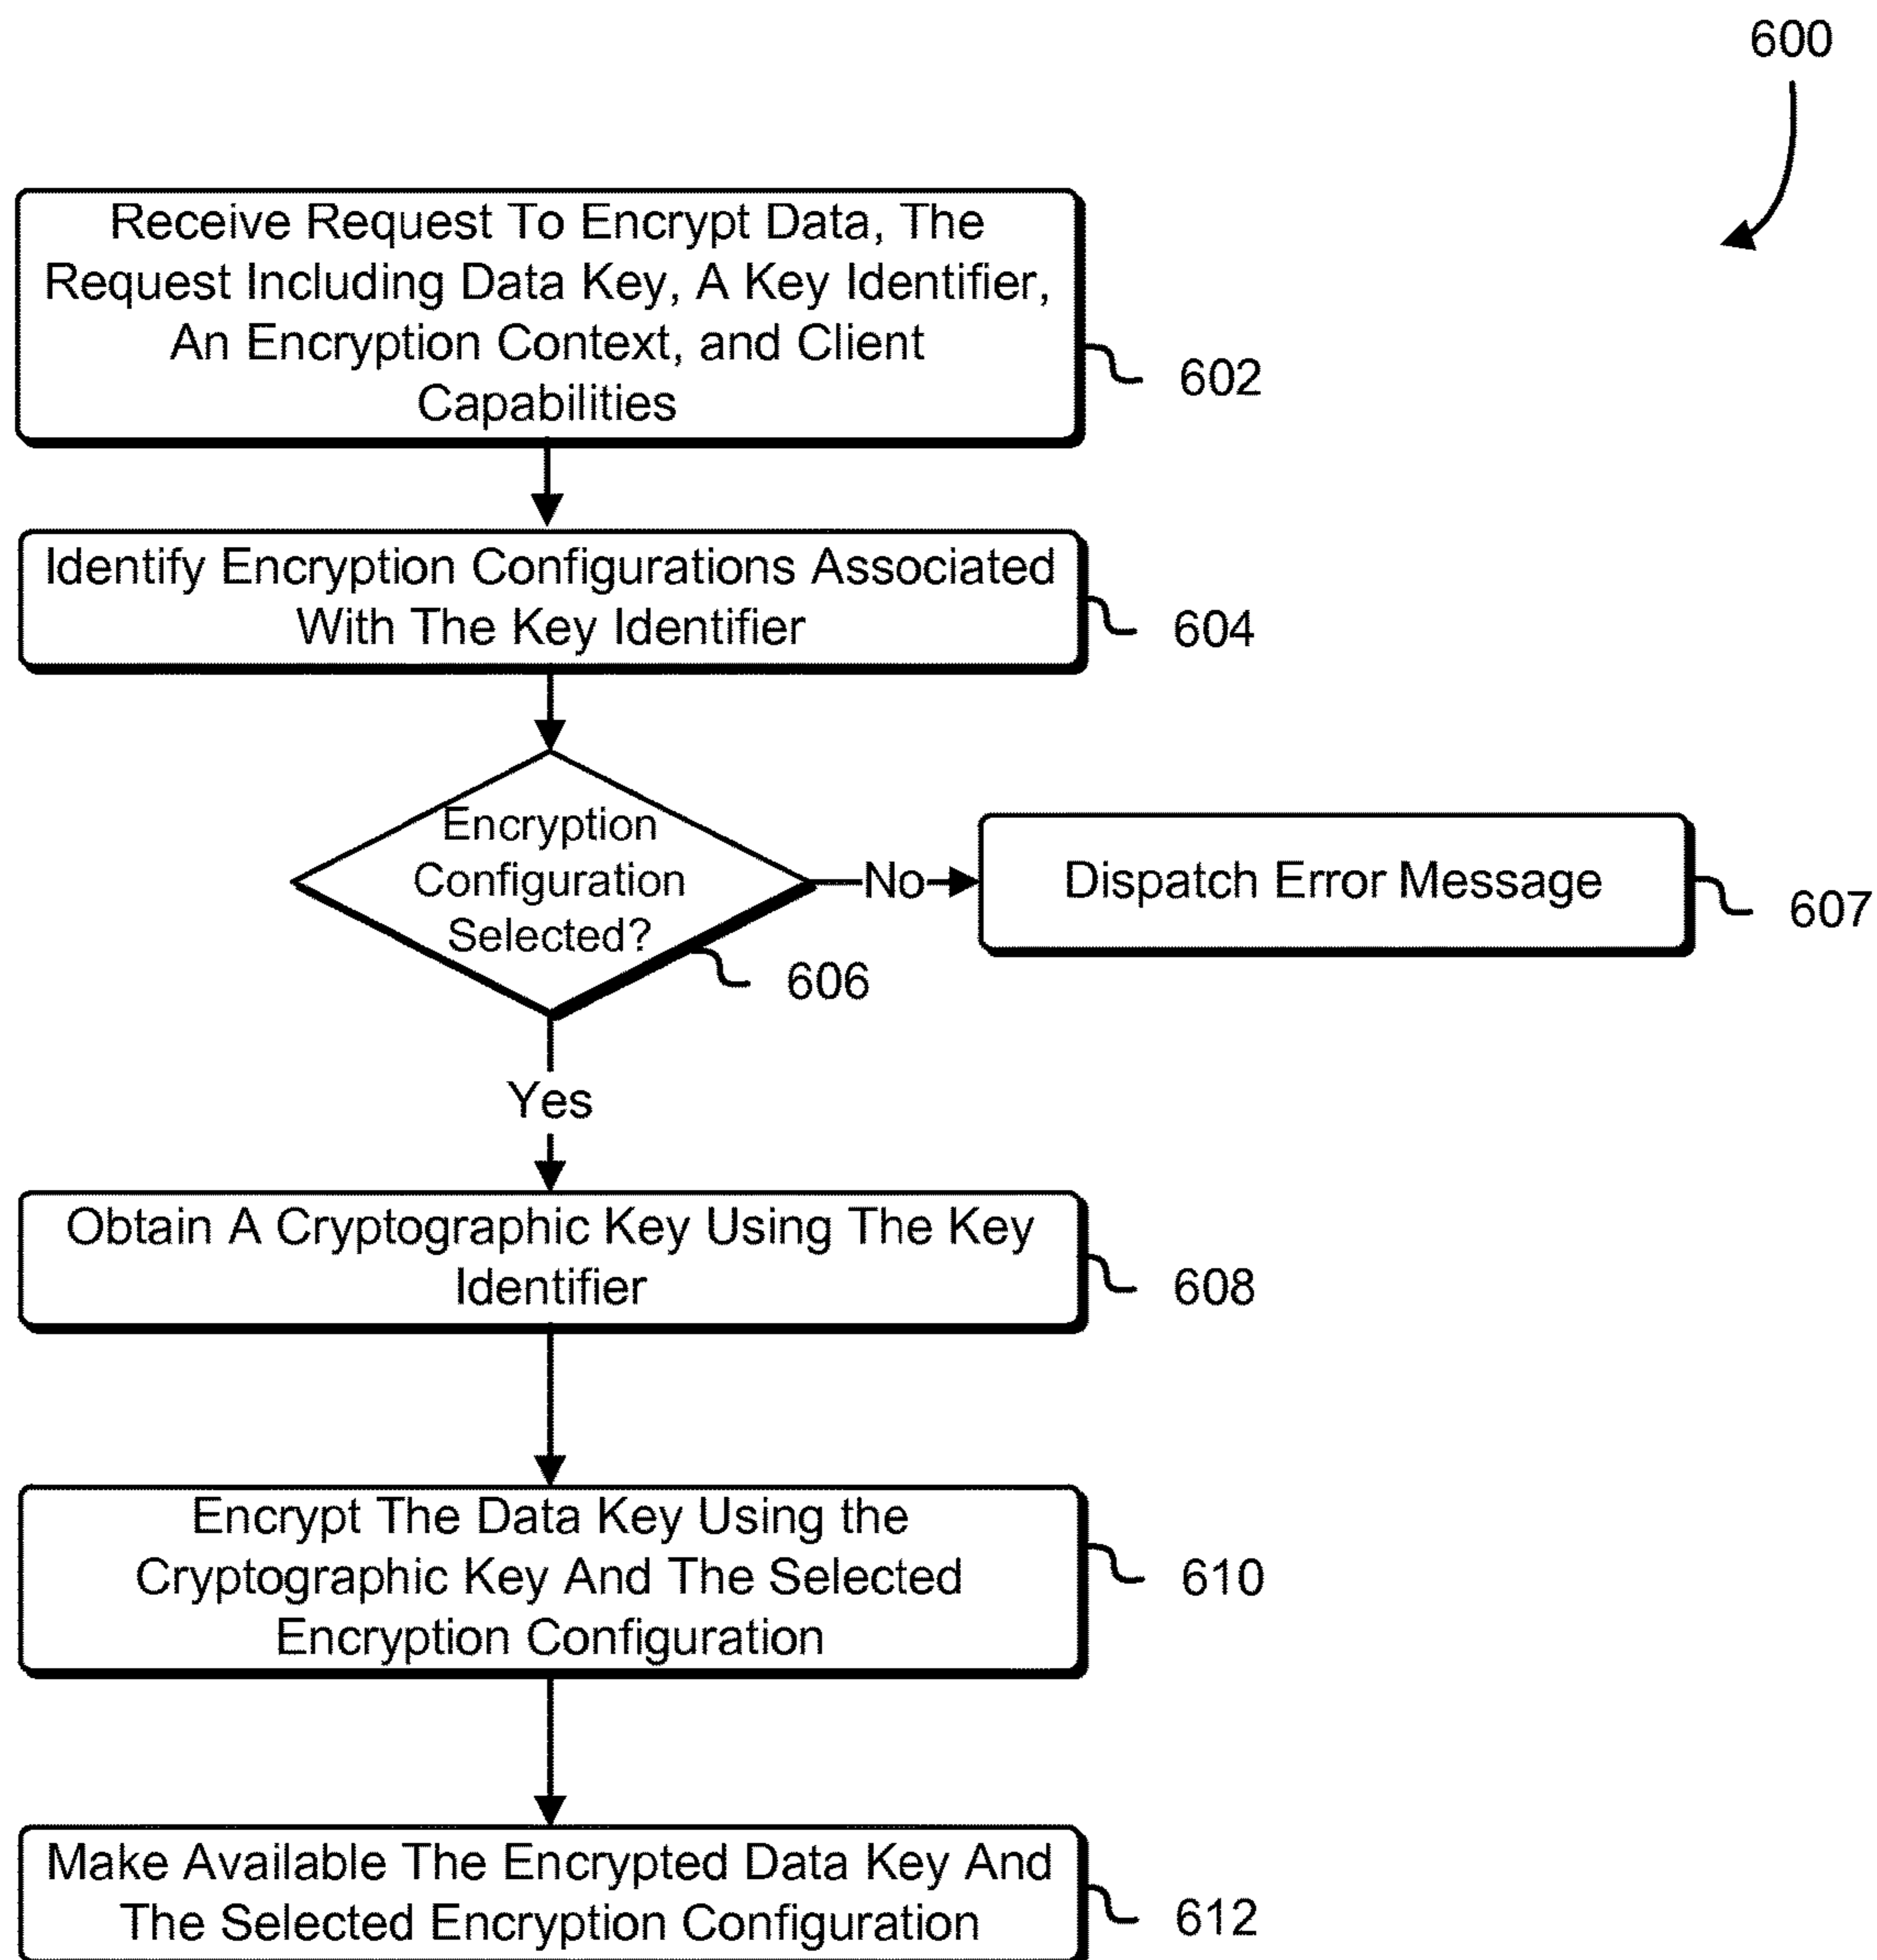 600
Receive Request To Encrypt Data, The
Request Including Data Key, A Key Identifier,
An Encryption Context, and Client
Capabilities
602
Identify Encryption Configurations Associated
With The Key Identifier
604
Encryption
Configuration
Selected?
606
No
Dispatch Error Message
607
Yes
Obtain A Cryptographic Key Using The Key
Identifier
608
Encrypt The Data Key Using the
Cryptographic Key And The Selected
Encryption Configuration
610
Make Available The Encrypted Data Key And
The Selected Encryption Configuration
612